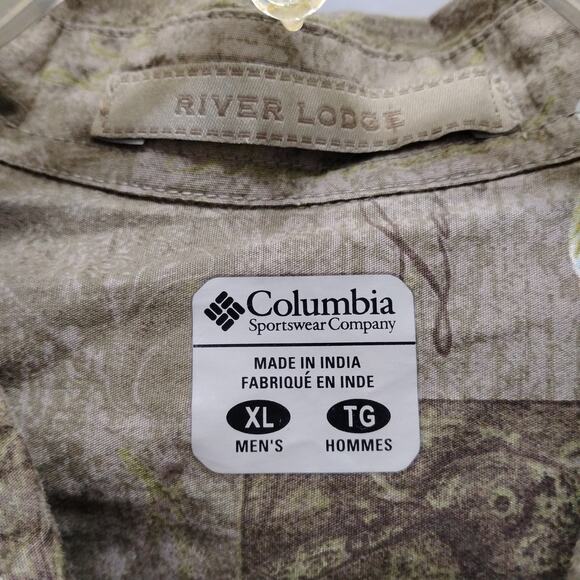 RIVER LODGE
Columbia
Sportswear Company
MADE IN INDIA
FABRIQUÉ EN INDE
XL TG
MEN'S HOMMES